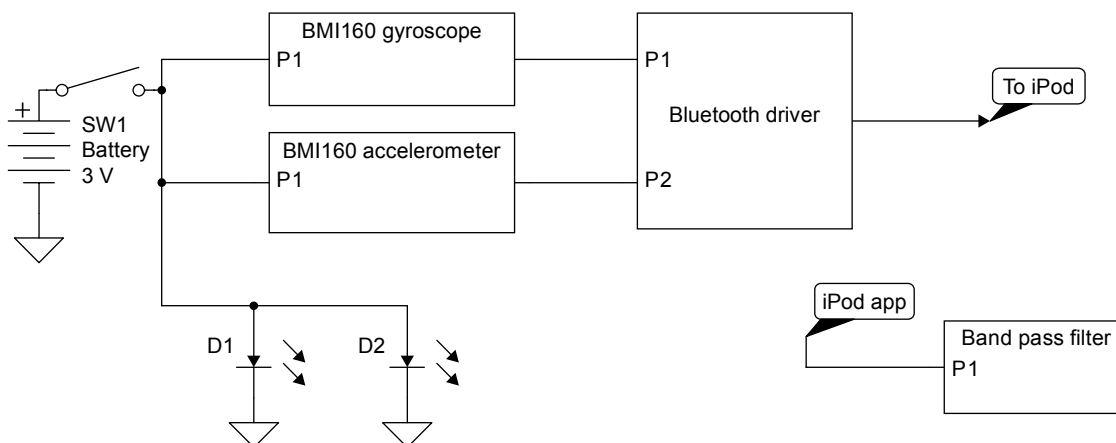 BMI160 gyroscope
P1
P1
Bluetooth driver
P2
To iPod
+
SW1
Battery
3 V
BMI160 accelerometer
P1
iPod app
D1
D2
Band pass filter
P1